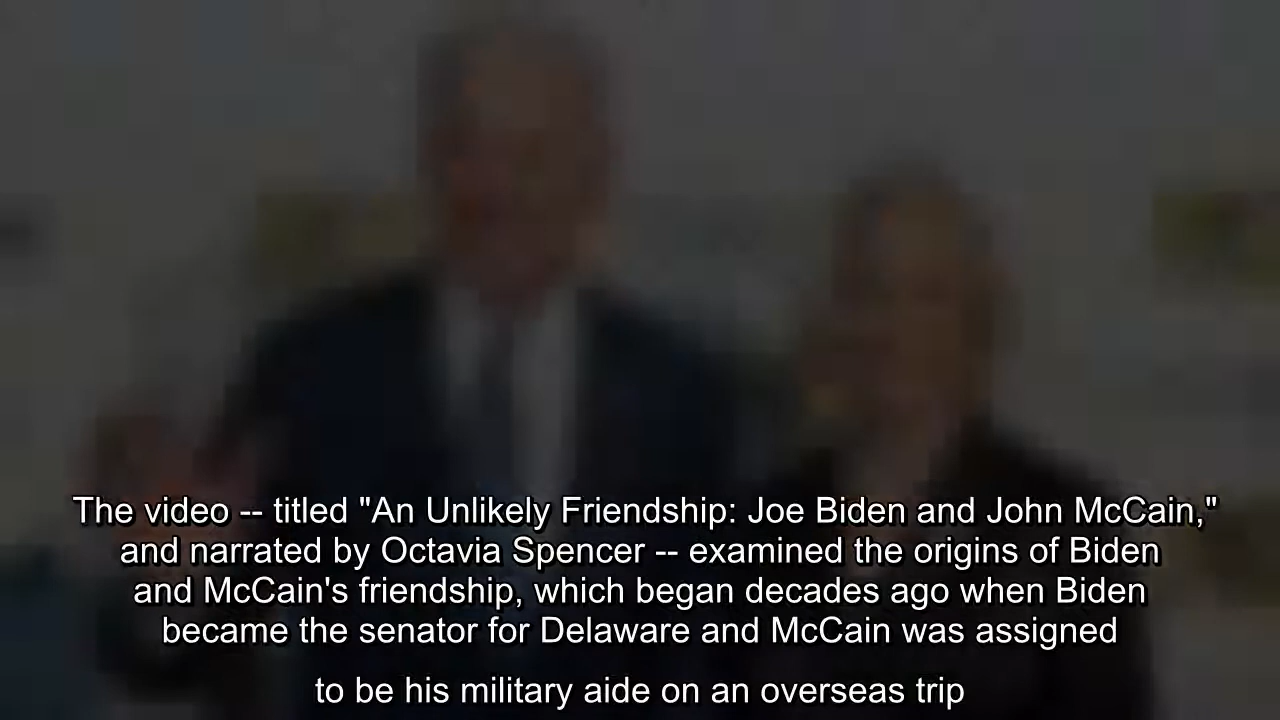 The video -- titled "An Unlikely Friendship: Joe Biden and John McCain,"
and narrated by Octavia Spencer -- examined the origins of Biden
and McCain's friendship, which began decades ago when Biden
became the senator for Delaware and McCain was assigned
to be his military aide on an overseas trip